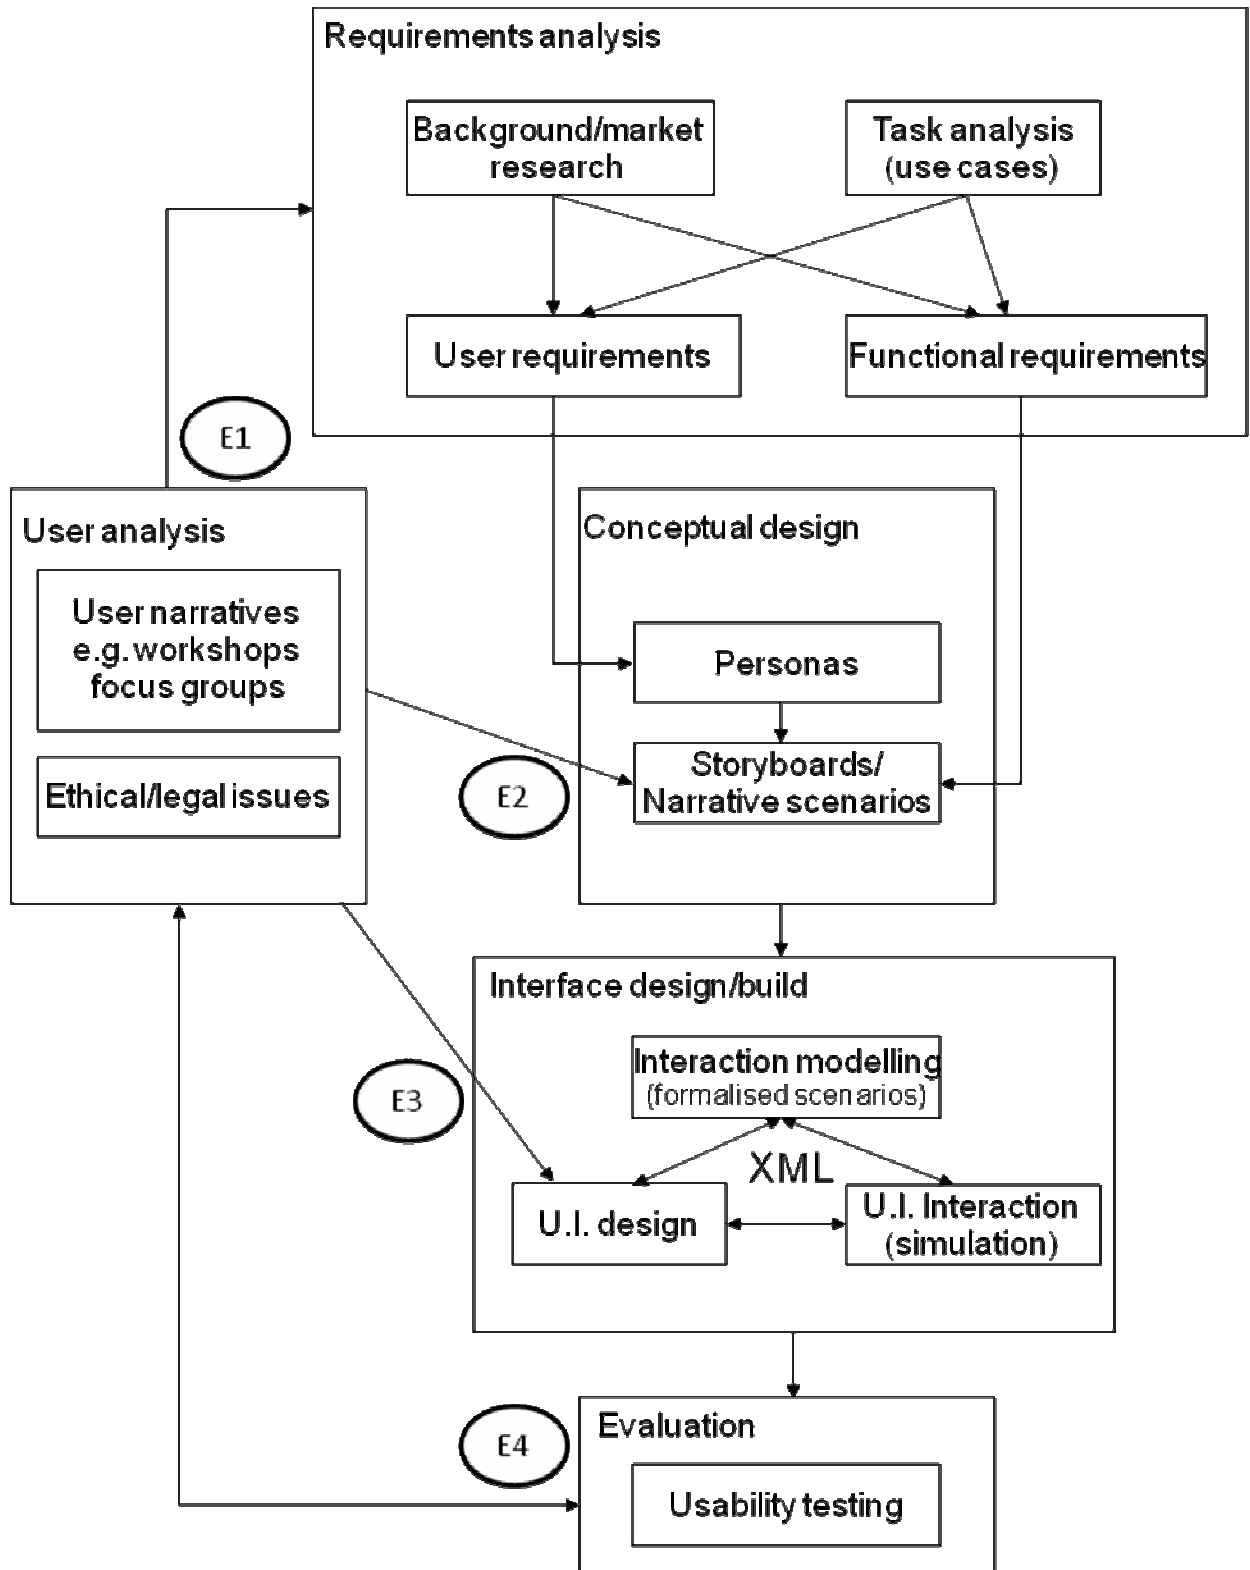 Requirements analysis
Background/market
research
Task analysis
(use cases)
User requirements
Functional requirements
E1
User analysis
User narratives
e.g. workshops
focus groups
Ethical/legal issues
Conceptual design
Personas
Storyboards/
Narrative scenarios
E2
Interface design/build
Interaction modelling
(formalised scenarios)
E3
XML
U.I. design
U.I. Interaction
(simulation)
E4
Evaluation
Usability testing